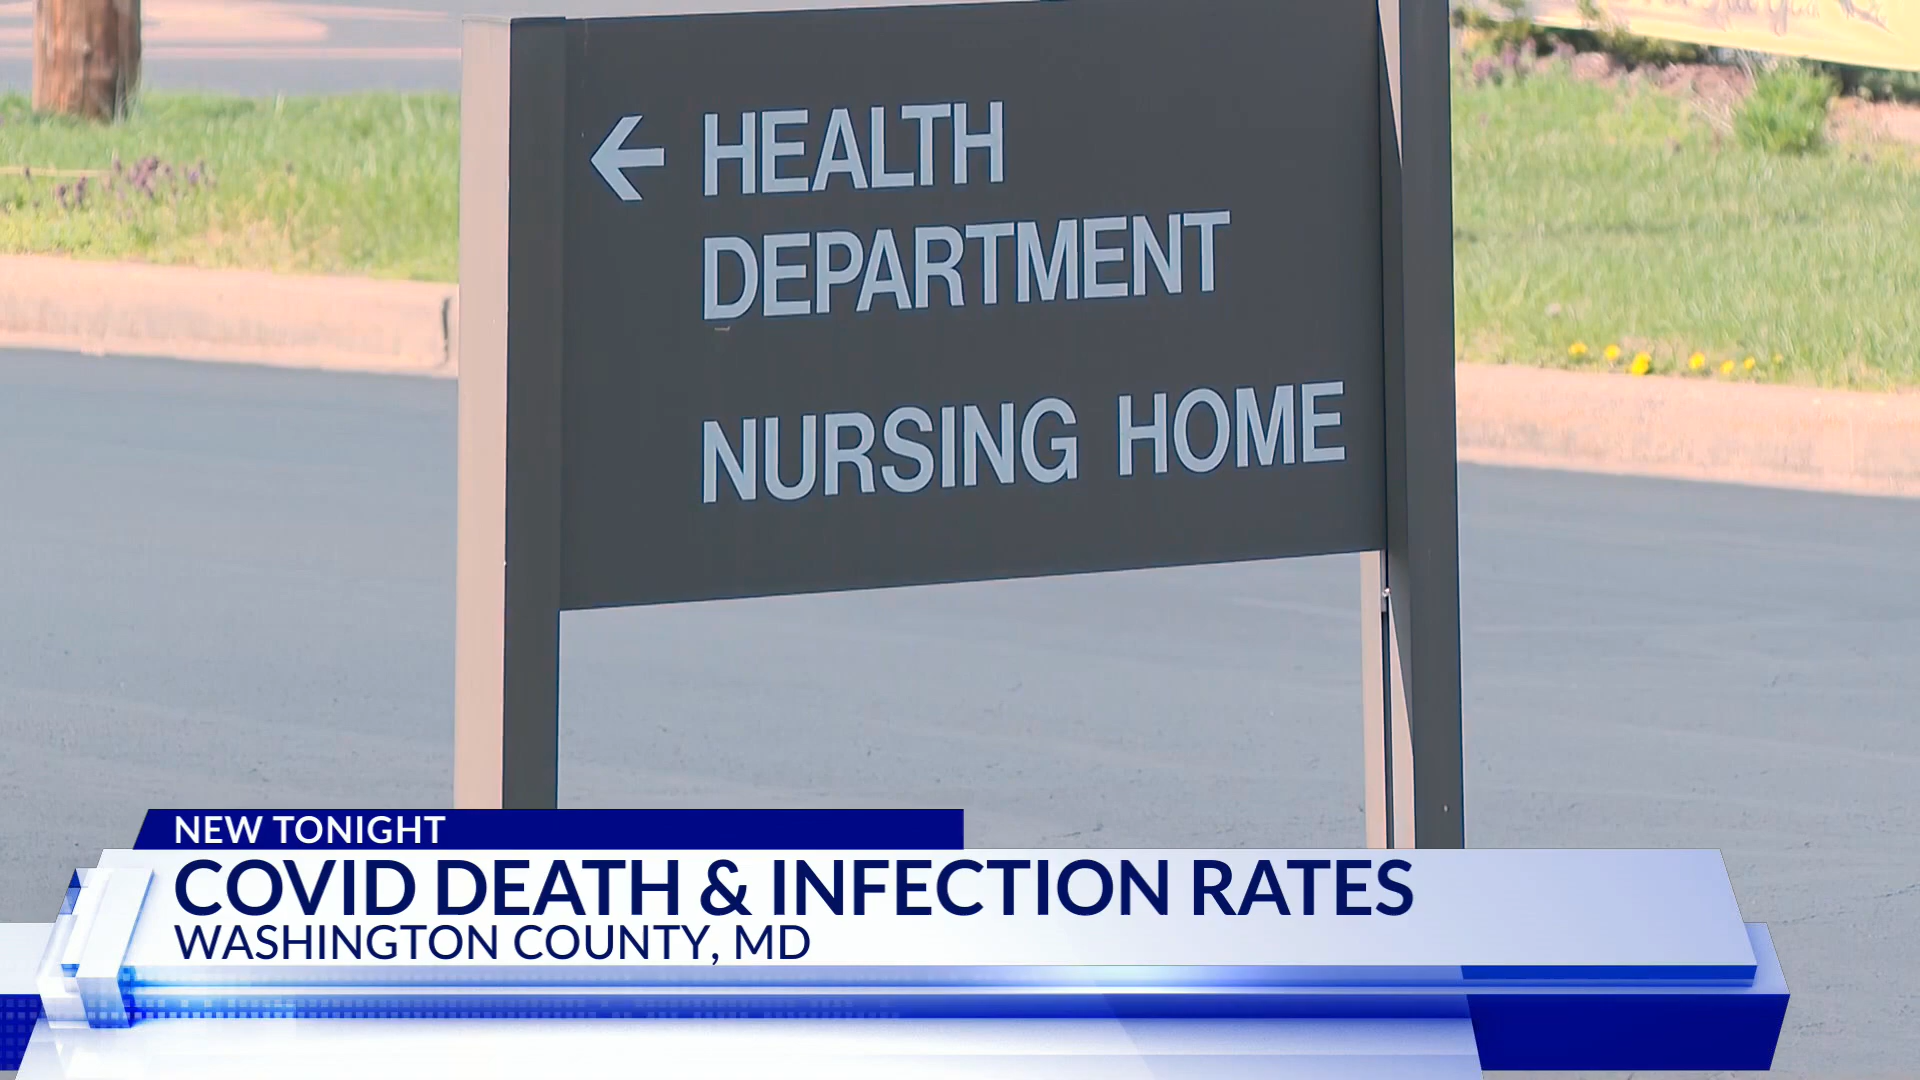 ← HEALTH
DEPARTMENT
NURSING HOME
NEW TONIGHT
COVID DEATH & INFECTION RATES
WASHINGTON COUNTY, MD